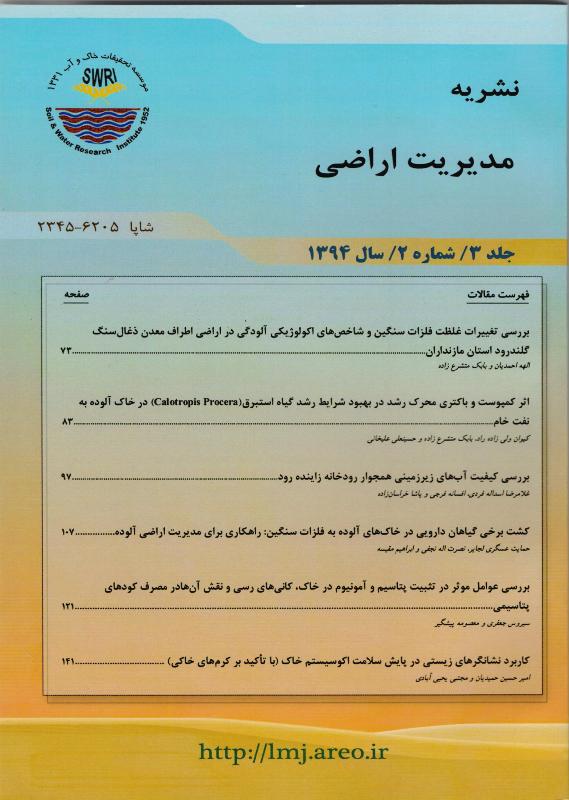 موسسه تحقیقات خاک و آب ۱۳۳۱
SWRI
Soil & Water Research Institute 1952
نشریه
مدیریت اراضی
شاپا ۶۲۰۵-۲۳۴۵
جلد ۳/ شماره ۲/ سال ۱۳۹۴
فهرست مقالات صفحه
بررسی تغییرات غلظت فلزات سنگین و شاخص‌های اکولوژیکی آلودگی در اراضی اطراف معدن ذغال‌سنگ
گلندرود استان مازنداران....................۷۳
الهه احمدیان و بابک متشرع زاده
اثر کمپوست و باکتری محرک رشد در بهبود شرایط رشد گیاه استبرق(Calotropis Procera) در خاک آلوده به
نفت خام....................۸۳
کیوان ولی زاده راد، بابک متشرع زاده و حسینعلی علیخانی
بررسی کیفیت آب‌های زیرزمینی همجوار رودخانه زاینده رود....................۹۷
غلامرضا اسداله فردی، افسانه فرجی و پاشا خراسان‌زاده
کشت برخی گیاهان دارویی در خاک‌های آلوده به فلزات سنگین: راهکاری برای مدیریت اراضی آلوده...............۱۰۷
حمایت عسگری لجایر، نصرت اله نجفی و ابراهیم مقیسه
بررسی عوامل موثر در تثبیت پتاسیم و آمونیوم در خاک، کانی‌های رسی و نقش آن‌هادر مصرف کودهای
پتاسیمی....................۱۲۱
سیروس جعفری و معصومه پیشگیر
کاربرد نشانگرهای زیستی در پایش سلامت اکوسیستم خاک (با تأکید بر کرم‌های خاکی) ....................۱۴۱
امیر حسین حمیدیان و مجتبی یحیی آبادی
http://lmj.areo.ir